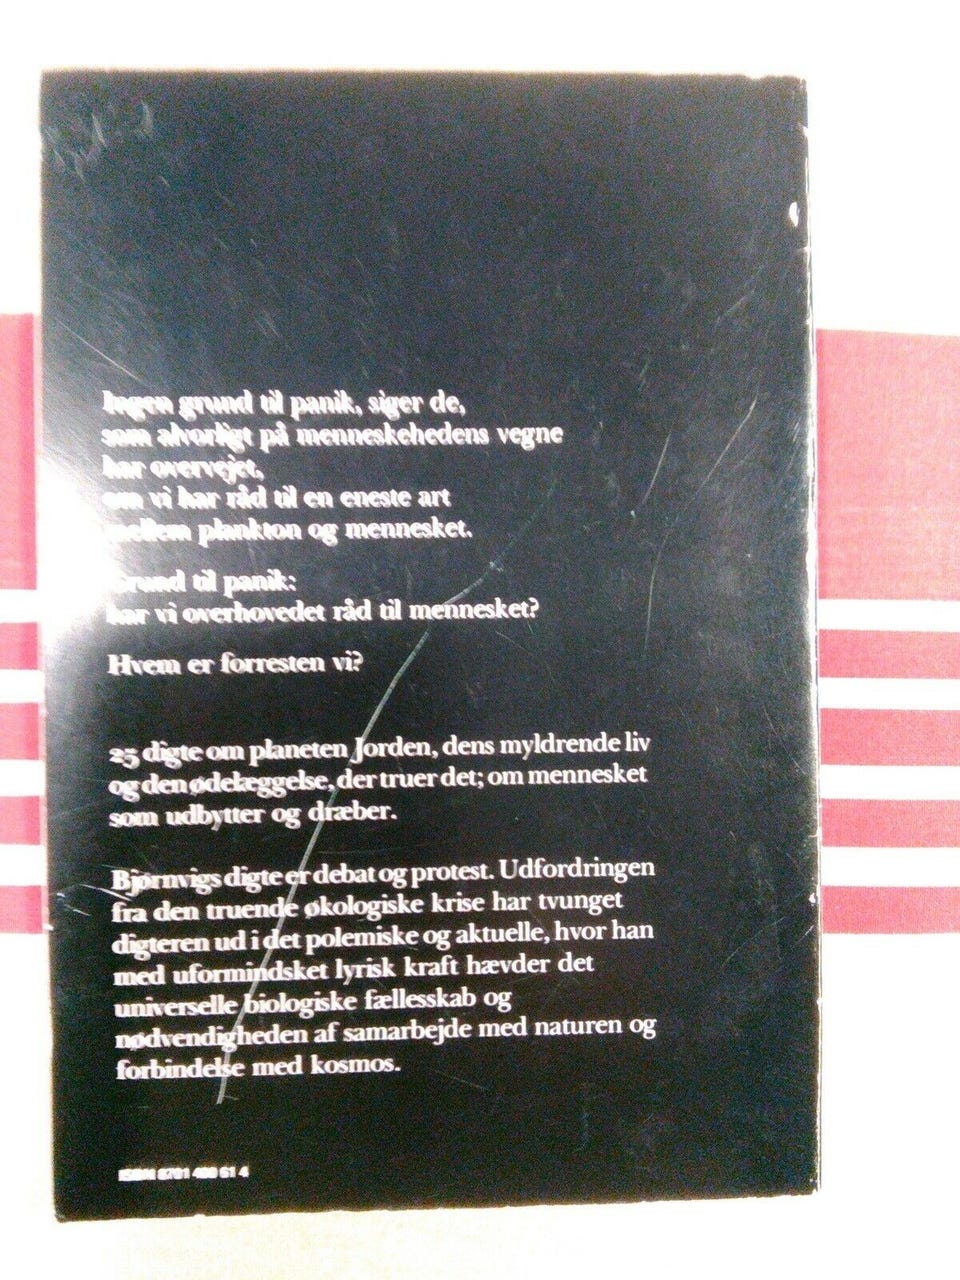 Ingen grund til panik, siger de,
som alvorligt på menneskehedens vegne
har overvejet,
om vi har råd til en eneste art
mellem plankton og mennesket.
Grund til panik:
har vi overhovedet råd til mennesket?
Hvem er forresten vi?
25 digte om planeten Jorden, dens myldrende liv
og den ødelæggelse, der truer det; om mennesket
som udbytter og dræber.
Bjørnvigs digte er debat og protest. Udfordringen
fra den truende økologiske krise har tvunget
digteren ud i det polemiske og aktuelle, hvor han
med uformindsket lyrisk kraft hævder det
universelle biologiske fællesskab og
nødvendigheden af samarbejde med naturen og
forbindelse med kosmos.
ISBN 61 4